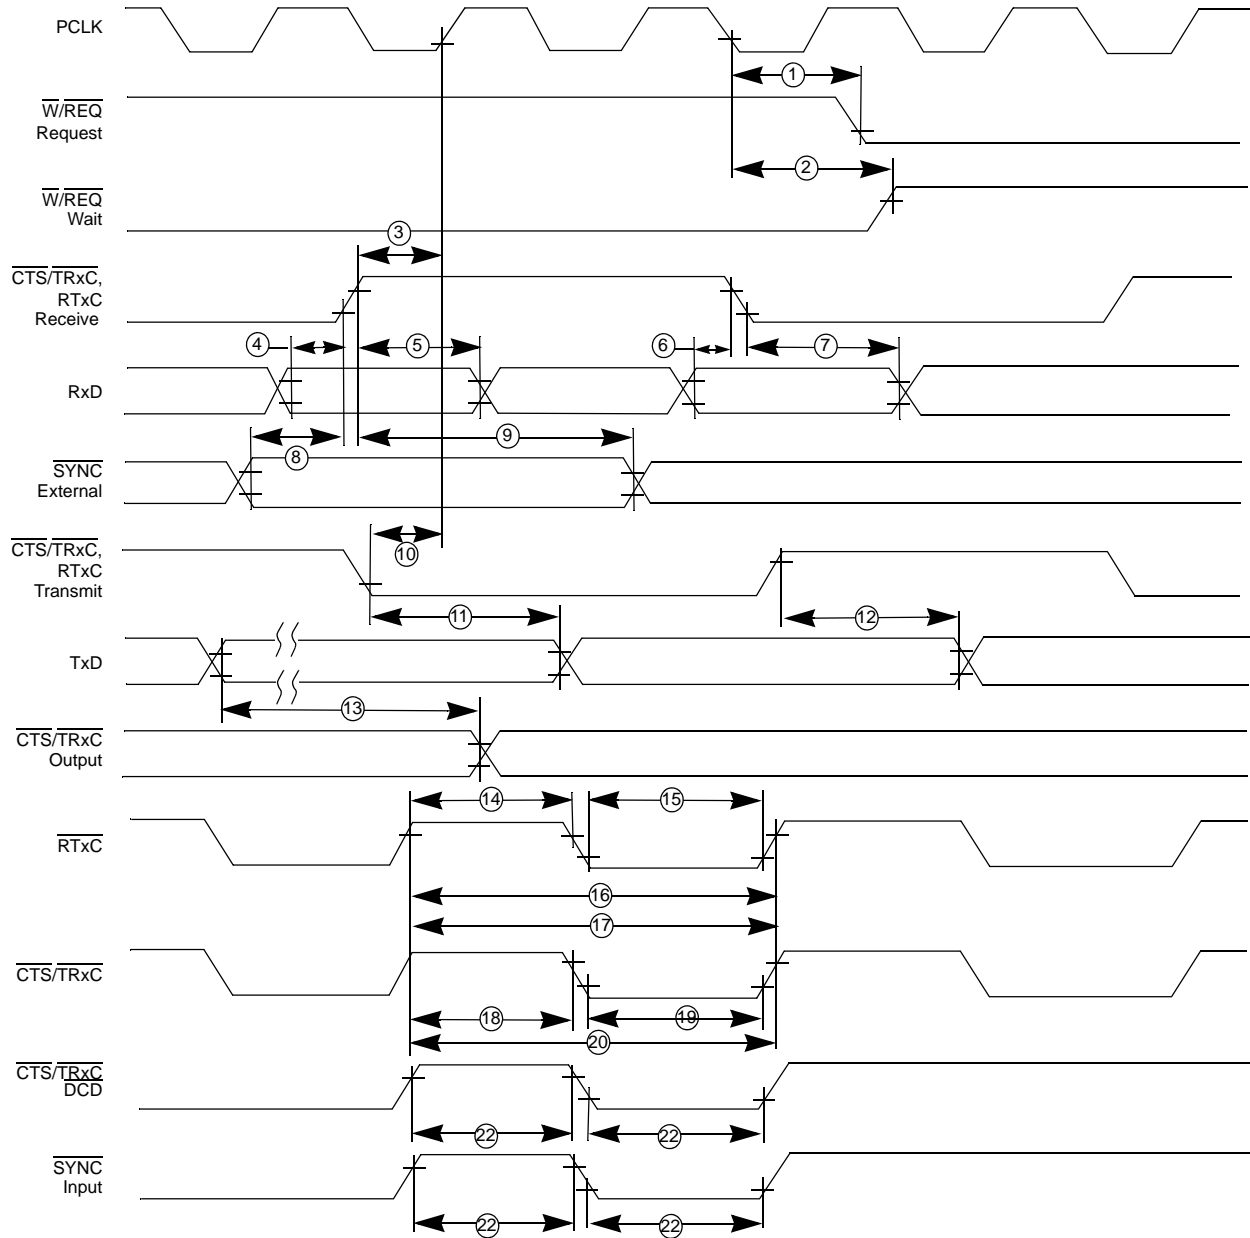 PCLK
1
W/REQ
Request
2
W/REQ
Wait
3
CTS/TRxC,
RTxC
Receive
4
5
6
7
RxD
8
9
SYNC
External
10
CTS/TRxC,
RTxC
Transmit
11
12
TxD
13
CTS/TRxC
Output
14
15
RTxC
16
17
CTS/TRxC
18
19
20
CTS/TRxC
DCD
22
22
SYNC
Input
22
22